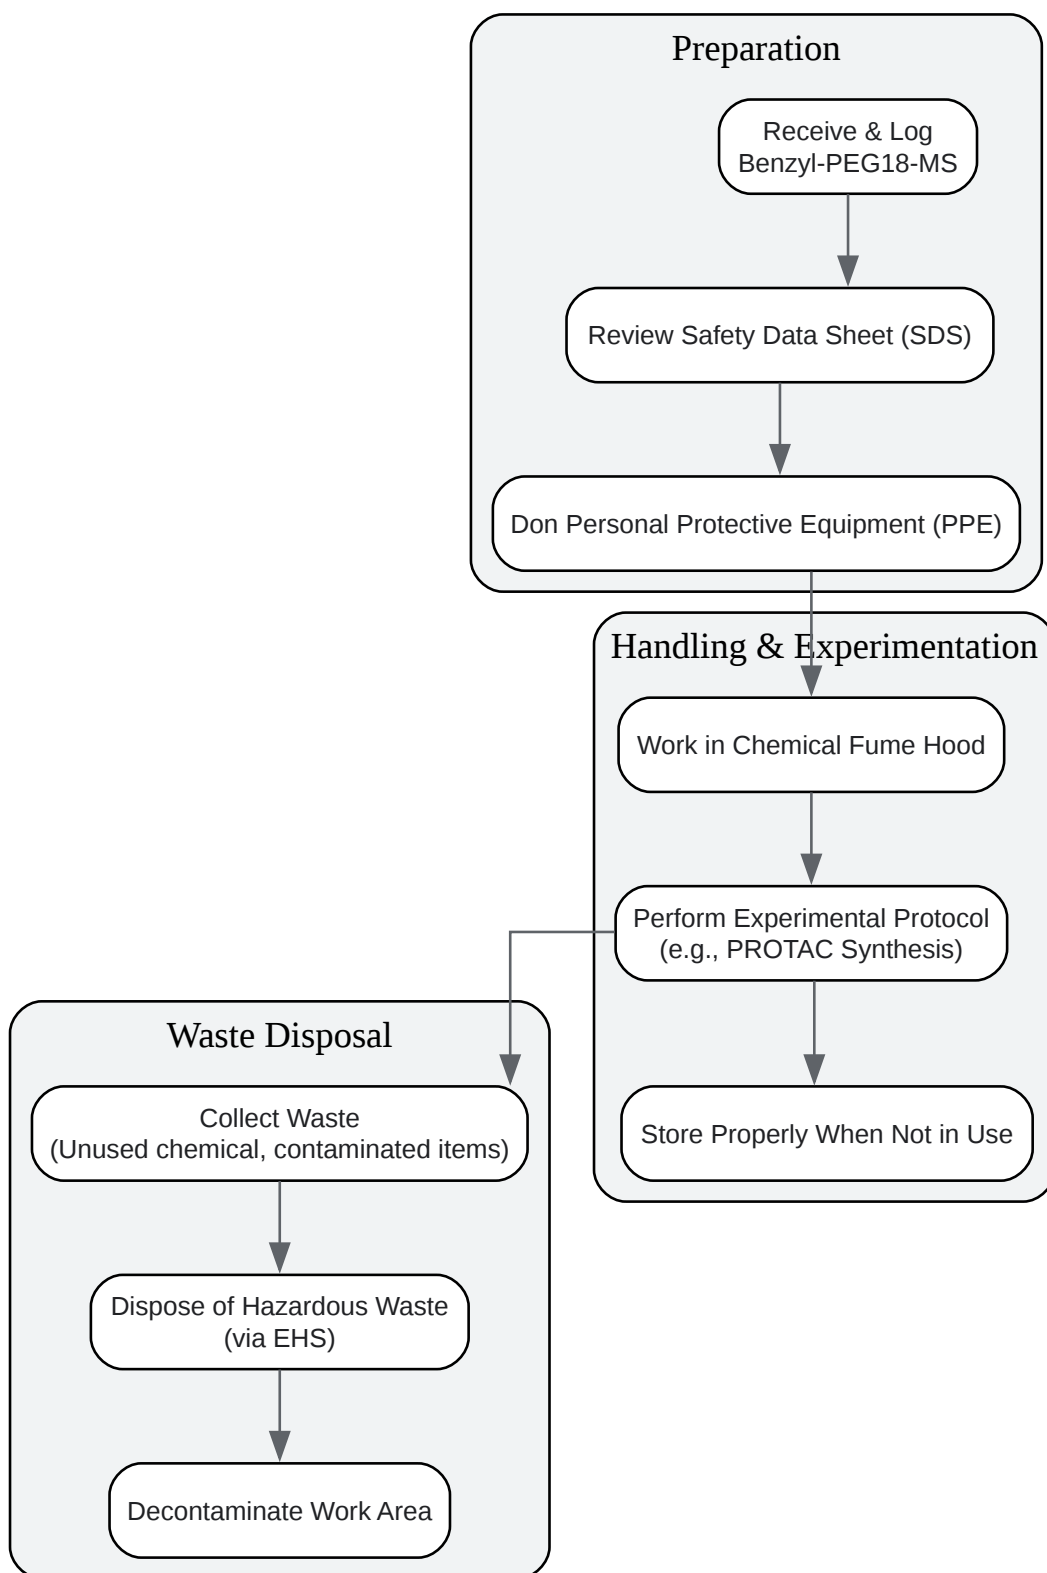 Preparation
Receive & Log
Benzyl-PEG18-MS
Review Safety Data Sheet (SDS)
Don Personal Protective Equipment (PPE)
Handling & Experimentation
Work in Chemical Fume Hood
Perform Experimental Protocol
(e.g., PROTAC Synthesis)
Store Properly When Not in Use
Waste Disposal
Collect Waste
(Unused chemical, contaminated items)
Dispose of Hazardous Waste
(via EHS)
Decontaminate Work Area